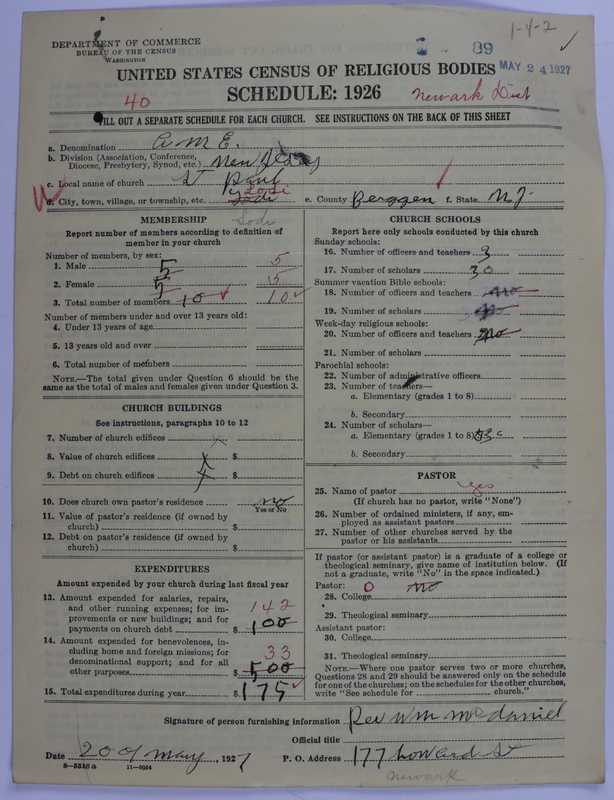 1-4-2 ✓
DEPARTMENT OF COMMERCE
BUREAU OF THE CENSUS
WASHINGTON
89
MAY 24 1927
UNITED STATES CENSUS OF RELIGIOUS BODIES
SCHEDULE: 1926
40
Newark Dist
FILL OUT A SEPARATE SCHEDULE FOR EACH CHURCH. SEE INSTRUCTIONS ON THE BACK OF THIS SHEET
a. Denomination A. M. E.
b. Division (Association, Conference, Diocese, Presbytery, Synod, etc.) New Jersey
c. Local name of church St Paul
Lodi
d. City, town, village, or township, etc. Lodi e. County Berggen f. State N. J.
Lodi
MEMBERSHIP
Report number of members according to definition of
member in your church
Number of members, by sex:
1. Male 5 5
2. Female 5 5
3. Total number of members 10 10 ✓
Number of members under and over 13 years old:
4. Under 13 years of age
5. 13 years old and over
6. Total number of members
NOTE.—The total given under Question 6 should be the
same as the total of males and females given under Question 3.
CHURCH BUILDINGS
See instructions, paragraphs 10 to 12
7. Number of church edifices x
8. Value of church edifices x $
9. Debt on church edifices x $
10. Does church own pastor's residence no
Yes or No
11. Value of pastor's residence (if owned by
church) $
12. Debt on pastor's residence (if owned by
church) $
EXPENDITURES
Amount expended by your church during last fiscal year
13. Amount expended for salaries, repairs,
and other running expenses; for im-
provements or new buildings; and for
payments on church debt $ 100
142
14. Amount expended for benevolences, in-
cluding home and foreign missions; for
denominational support; and for all
other purposes $ 500
33
15. Total expenditures during year $ 175 ✓
CHURCH SCHOOLS
Report here only schools conducted by this church
Sunday schools:
16. Number of officers and teachers 3
17. Number of scholars 30
Summer vacation Bible schools:
18. Number of officers and teachers no
19. Number of scholars no
Week-day religious schools:
20. Number of officers and teachers no
21. Number of scholars
Parochial schools:
22. Number of administrative officers
23. Number of teachers—
a. Elementary (grades 1 to 8)
b. Secondary
24. Number of scholars—
a. Elementary (grades 1 to 8)
b. Secondary
PASTOR
25. Name of pastor yes
(If church has no pastor, write "None")
26. Number of ordained ministers, if any, em-
ployed as assistant pastors
27. Number of other churches served by the
pastor or his assistants
If pastor (or assistant pastor) is a graduate of a college or
theological seminary, give name of institution below. (If
not a graduate, write "No" in the space indicated.)
Pastor: 0 no
28. College
29. Theological seminary
Assistant pastor:
30. College
31. Theological seminary
NOTE.—Where one pastor serves two or more churches,
Questions 28 and 29 should be answered only on the schedule
for one of the churches; on the schedules for the other churches,
write "See schedule for church."
Signature of person furnishing information Rev Wm McDaniel
Official title
Date 20 of May, 1927 P. O. Address 177 Howard St
8-5518a 11-9034
Newark